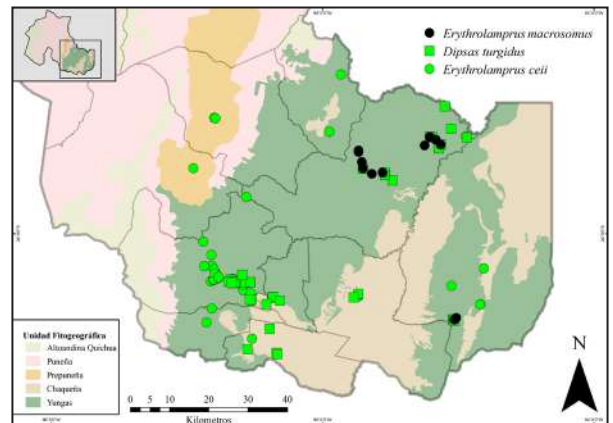 Erythrolamprus macrosomus
Dipsas turgidus
Erythrolamprus ceii
Unidad Fitogeográfica
Altoandina Quichua
Puneña
Prepuneña
Chaqueña
Yungas
0 5 10 20 30 40
Kilometros
N